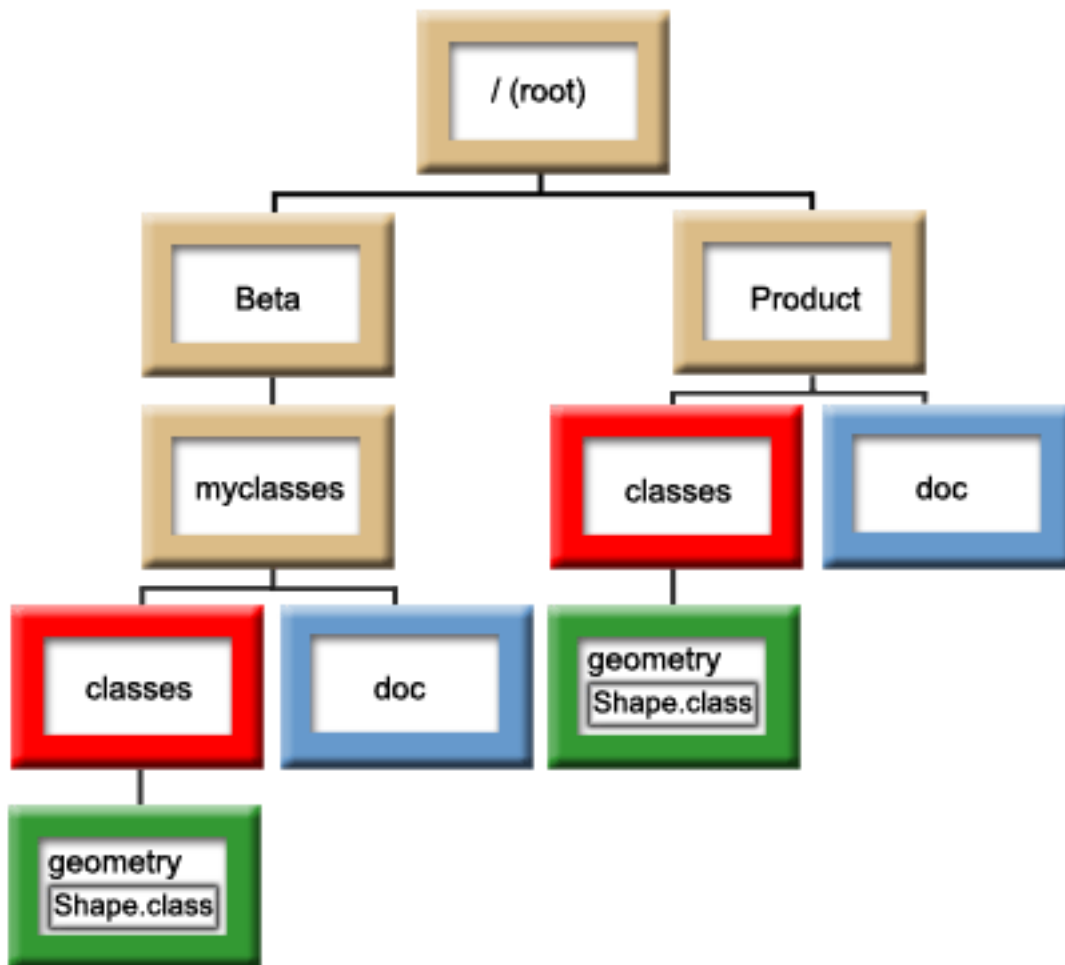 / (root)
Beta
Product
myclasses
classes
doc
classes
doc
geometry
Shape.class
geometry
Shape.class